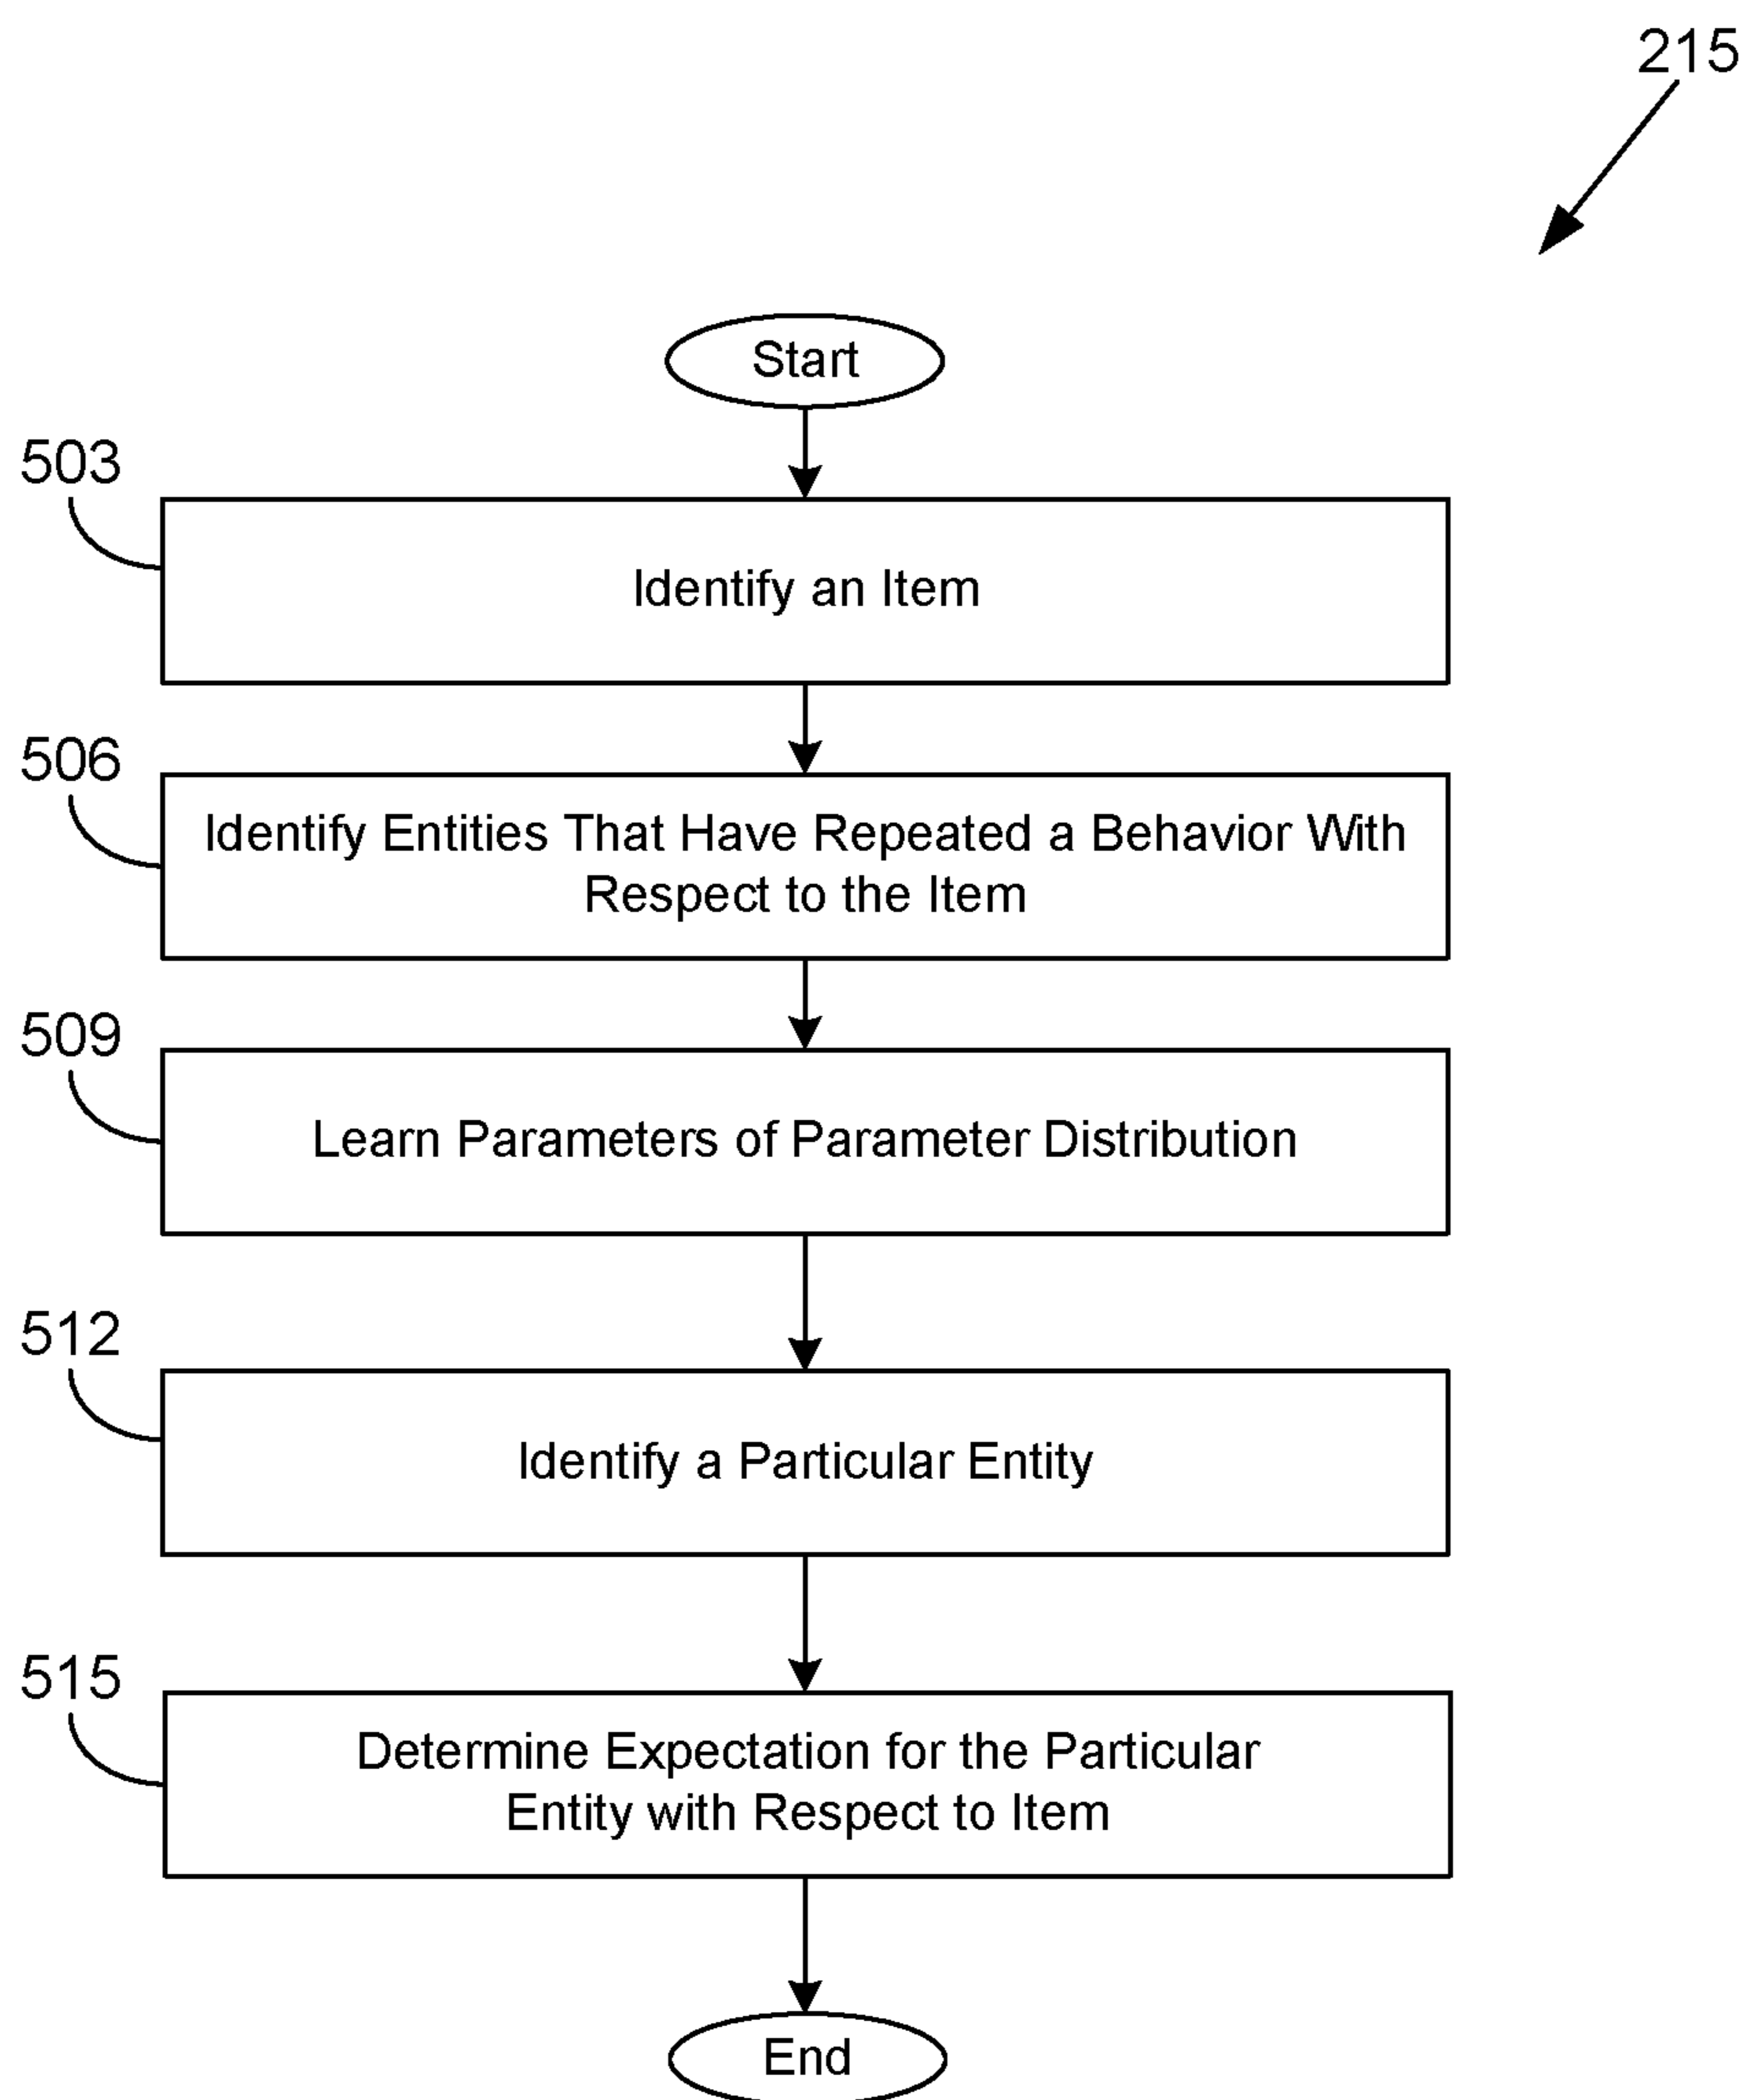 215
Start
503
Identify an Item
506
Identify Entities That Have Repeated a Behavior With
Respect to the Item
509
Learn Parameters of Parameter Distribution
512
Identify a Particular Entity
515
Determine Expectation for the Particular
Entity with Respect to Item
End